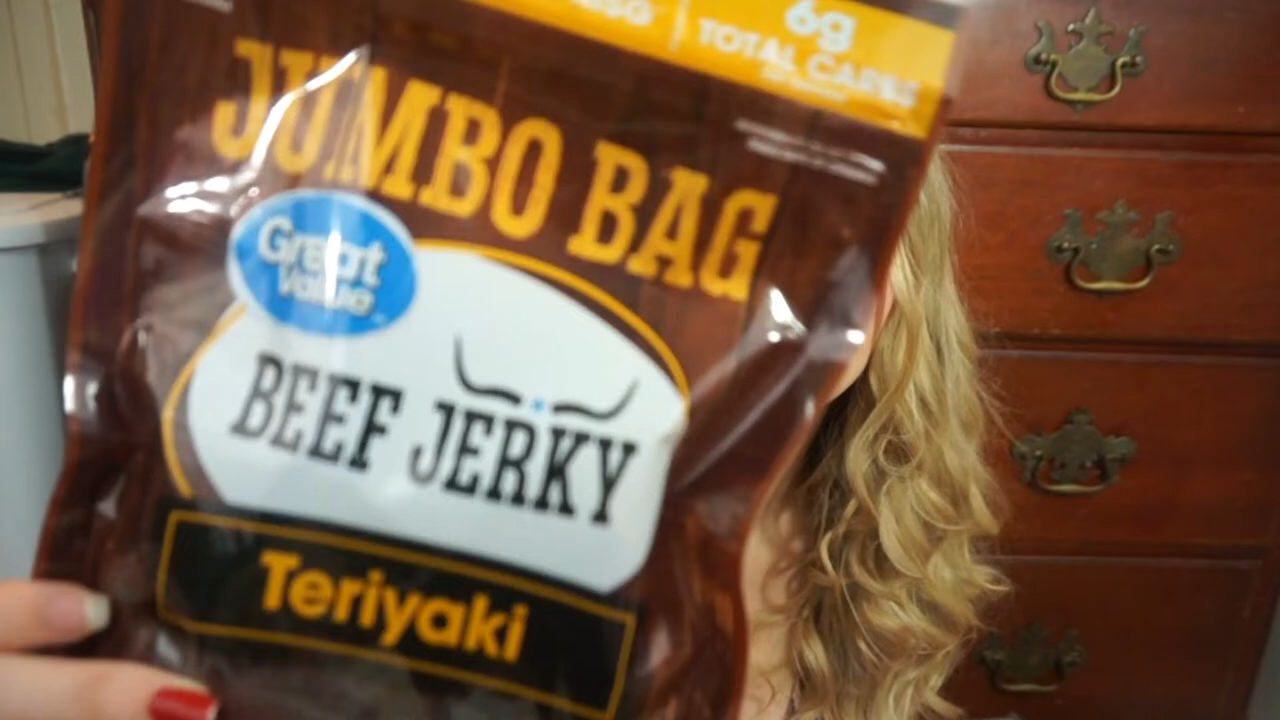 6g
TOTAL CARBS
JUMBO BAG
Great
Value
BEEF JERKY
Teriyaki